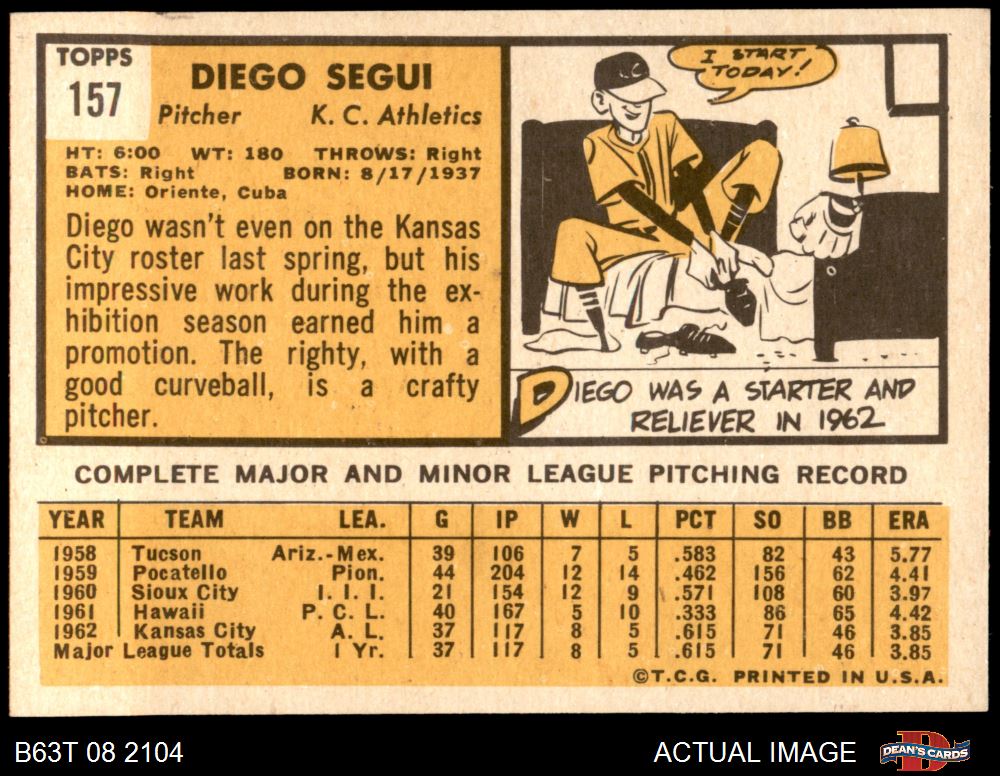 TOPPS
157
DIEGO SEGUI
Pitcher K. C. Athletics
HT: 6:00 WT: 180 THROWS: Right
BATS: Right BORN: 8/17/1937
HOME: Oriente, Cuba
Diego wasn't even on the Kansas
City roster last spring, but his
impressive work during the ex-
hibition season earned him a
promotion. The righty, with a
good curveball, is a crafty
pitcher.
I START
TODAY!
KC
DIEGO WAS A STARTER AND
RELIEVER IN 1962
COMPLETE MAJOR AND MINOR LEAGUE PITCHING RECORD
YEAR TEAM LEA. G IP W L PCT SO BB ERA
1958 Tucson Ariz.-Mex. 39 106 7 5 .583 82 43 5.77
1959 Pocatello Pion. 44 204 12 14 .462 156 62 4.41
1960 Sioux City I. I. I. 21 154 12 9 .571 108 60 3.97
1961 Hawaii P. C. L. 40 167 5 10 .333 86 65 4.42
1962 Kansas City A. L. 37 117 8 5 .615 71 46 3.85
Major League Totals 1 Yr. 37 117 8 5 .615 71 46 3.85
©T.C.G. PRINTED IN U.S.A.
B63T 08 2104 ACTUAL IMAGE DEAN'S CARDS